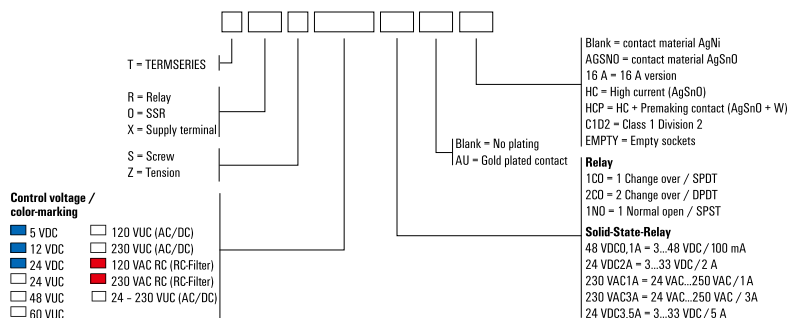 T = TERMSERIES
R = Relay
O = SSR
X = Supply terminal
S = Screw
Z = Tension
Control voltage /
color-marking
5 VDC
12 VDC
24 VDC
24 VUC
48 VUC
60 VUC
120 VUC (AC/DC)
230 VUC (AC/DC)
120 VAC RC (RC-Filter)
230 VAC RC (RC-Filter)
24 – 230 VUC (AC/DC)
Blank = No plating
AU = Gold plated contact
Blank = contact material AgNi
AGSNO = contact material AgSnO
16 A = 16 A version
HC = High current (AgSnO)
HCP = HC + Premaking contact (AgSnO + W)
C1D2 = Class 1 Division 2
EMPTY = Empty sockets
Relay
1CO = 1 Change over / SPDT
2CO = 2 Change over / DPDT
1NO = 1 Normal open / SPST
Solid-State-Relay
48 VDC0,1A = 3...48 VDC / 100 mA
24 VDC2A = 3...33 VDC / 2 A
230 VAC1A = 24 VAC...250 VAC / 1A
230 VAC3A = 24 VAC...250 VAC / 3A
24 VDC3,5A = 3...33 VDC / 5 A